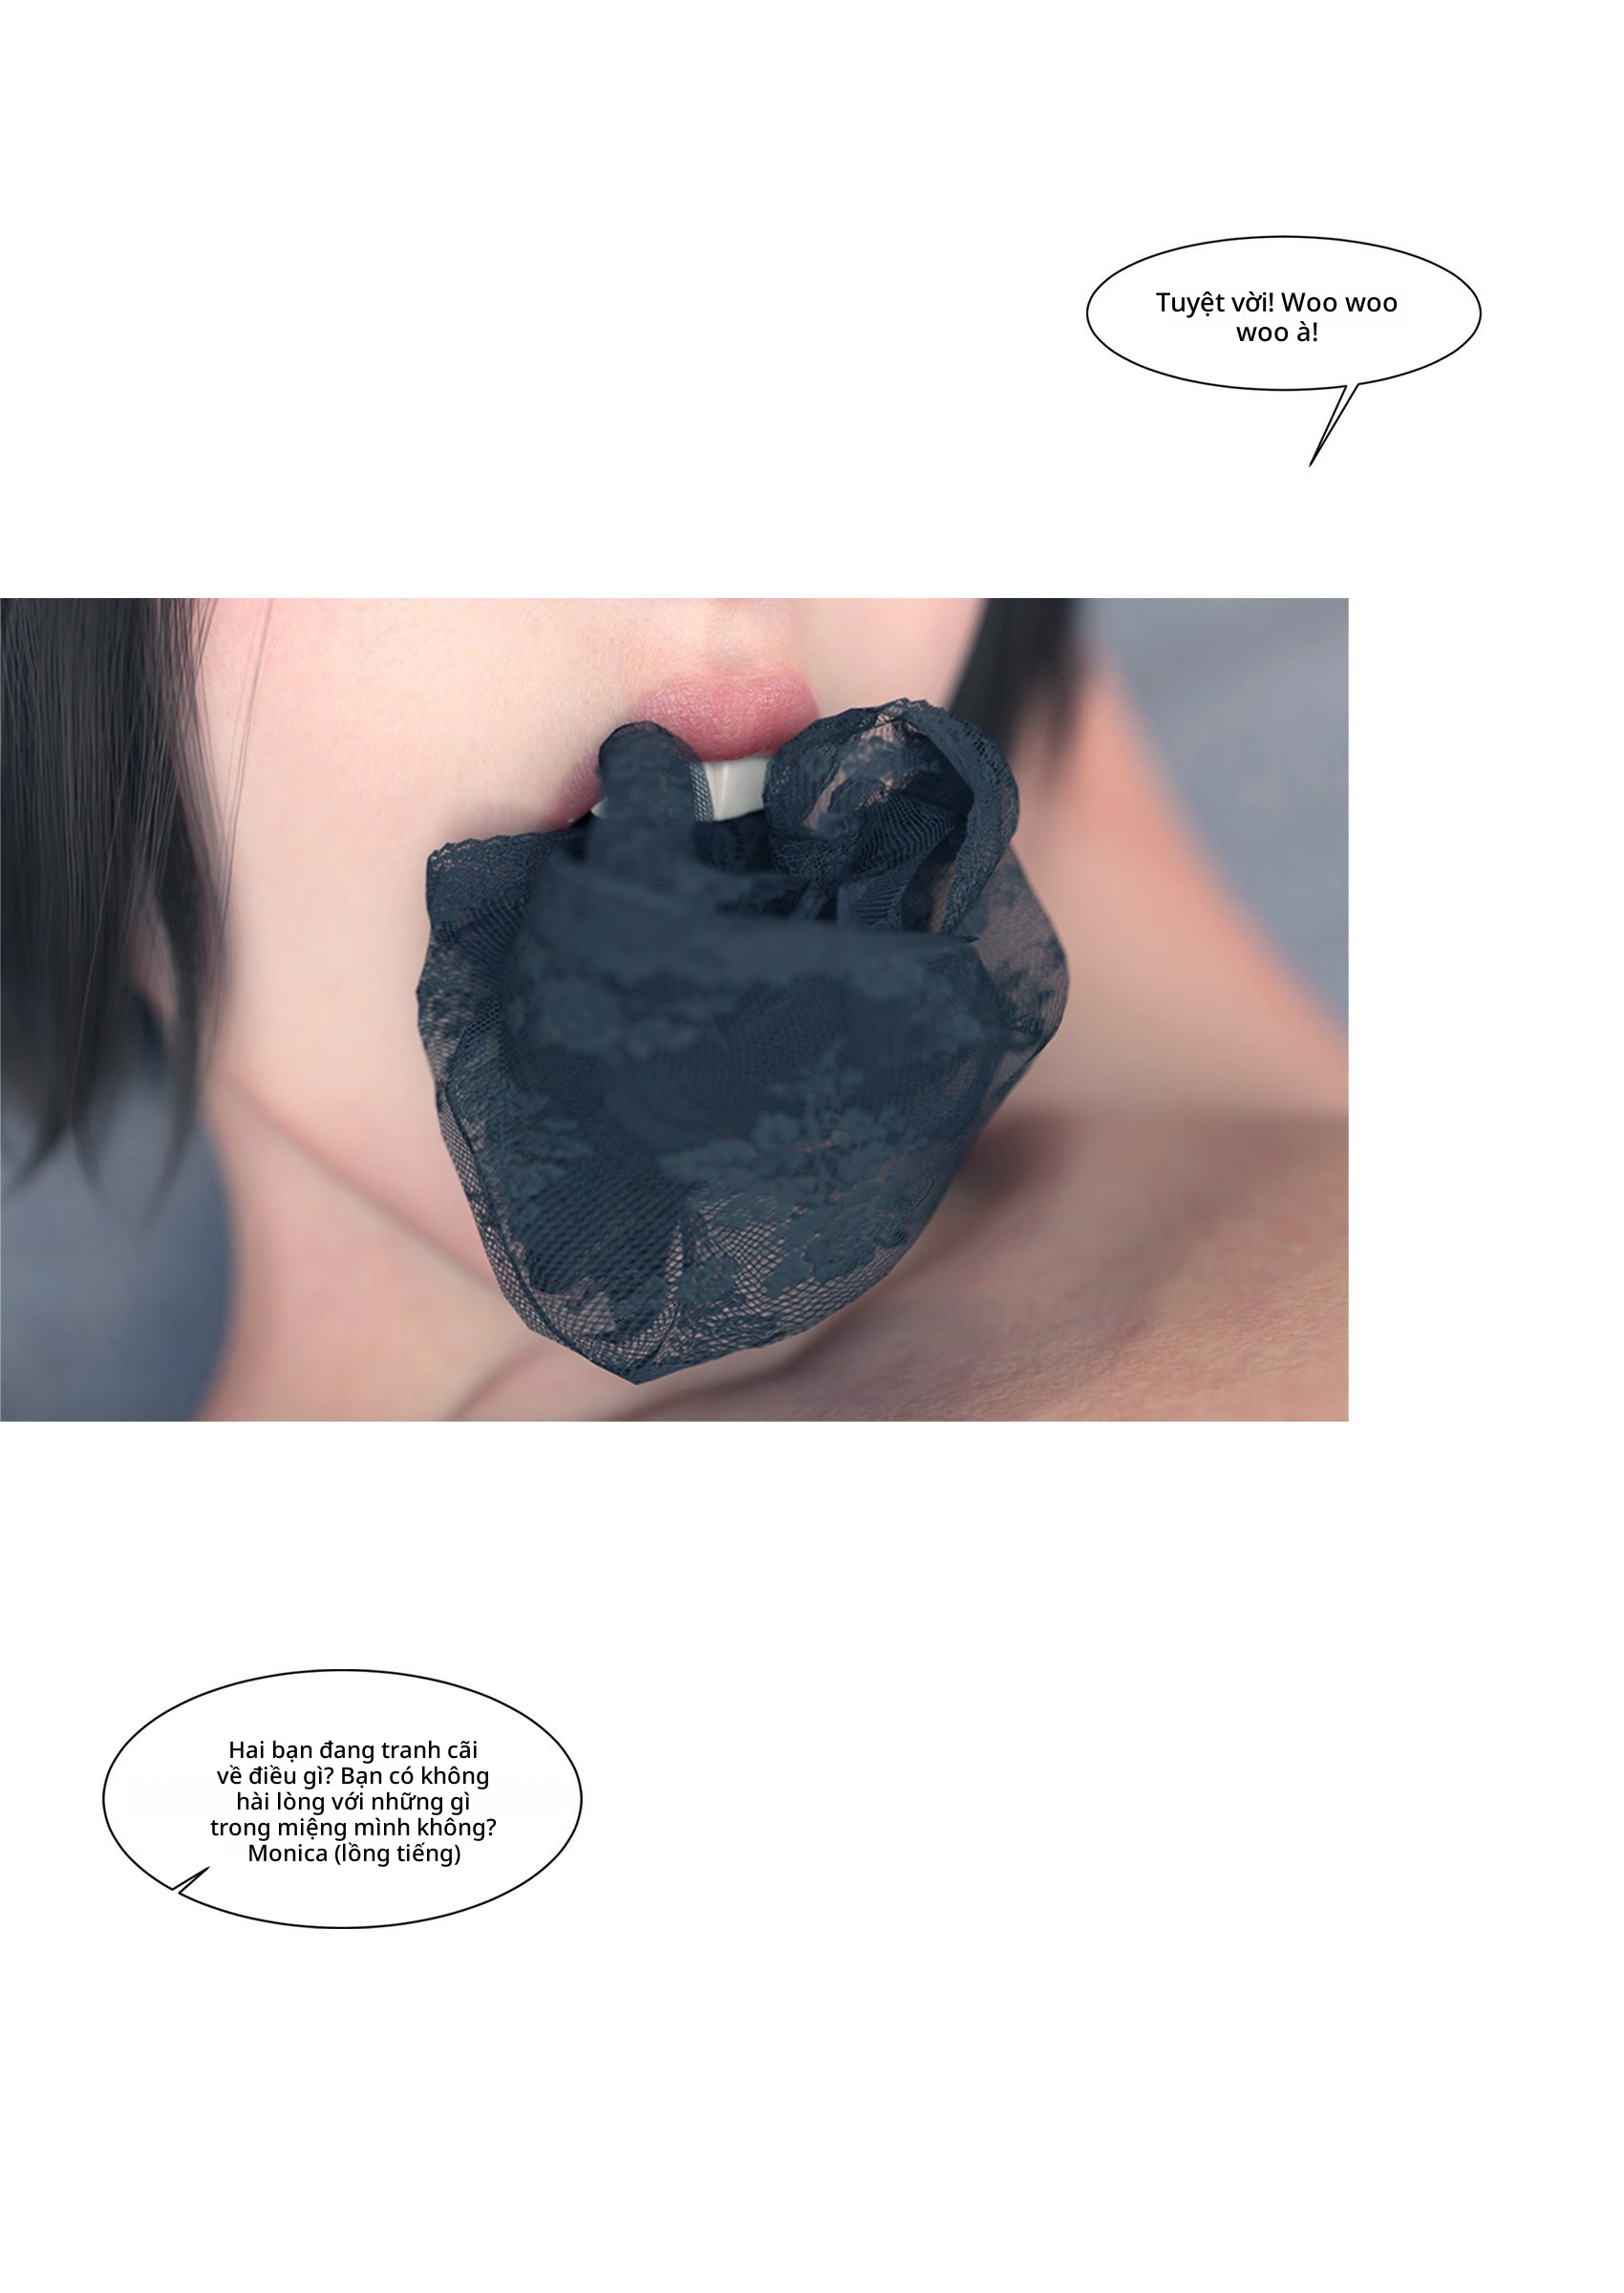 Tuyệt vời! Woo woo
woo à!
Hai bạn đang tranh cãi
về điều gì? Bạn có không
hài lòng với những gì
trong miệng mình không?
Monica (lồng tiếng)